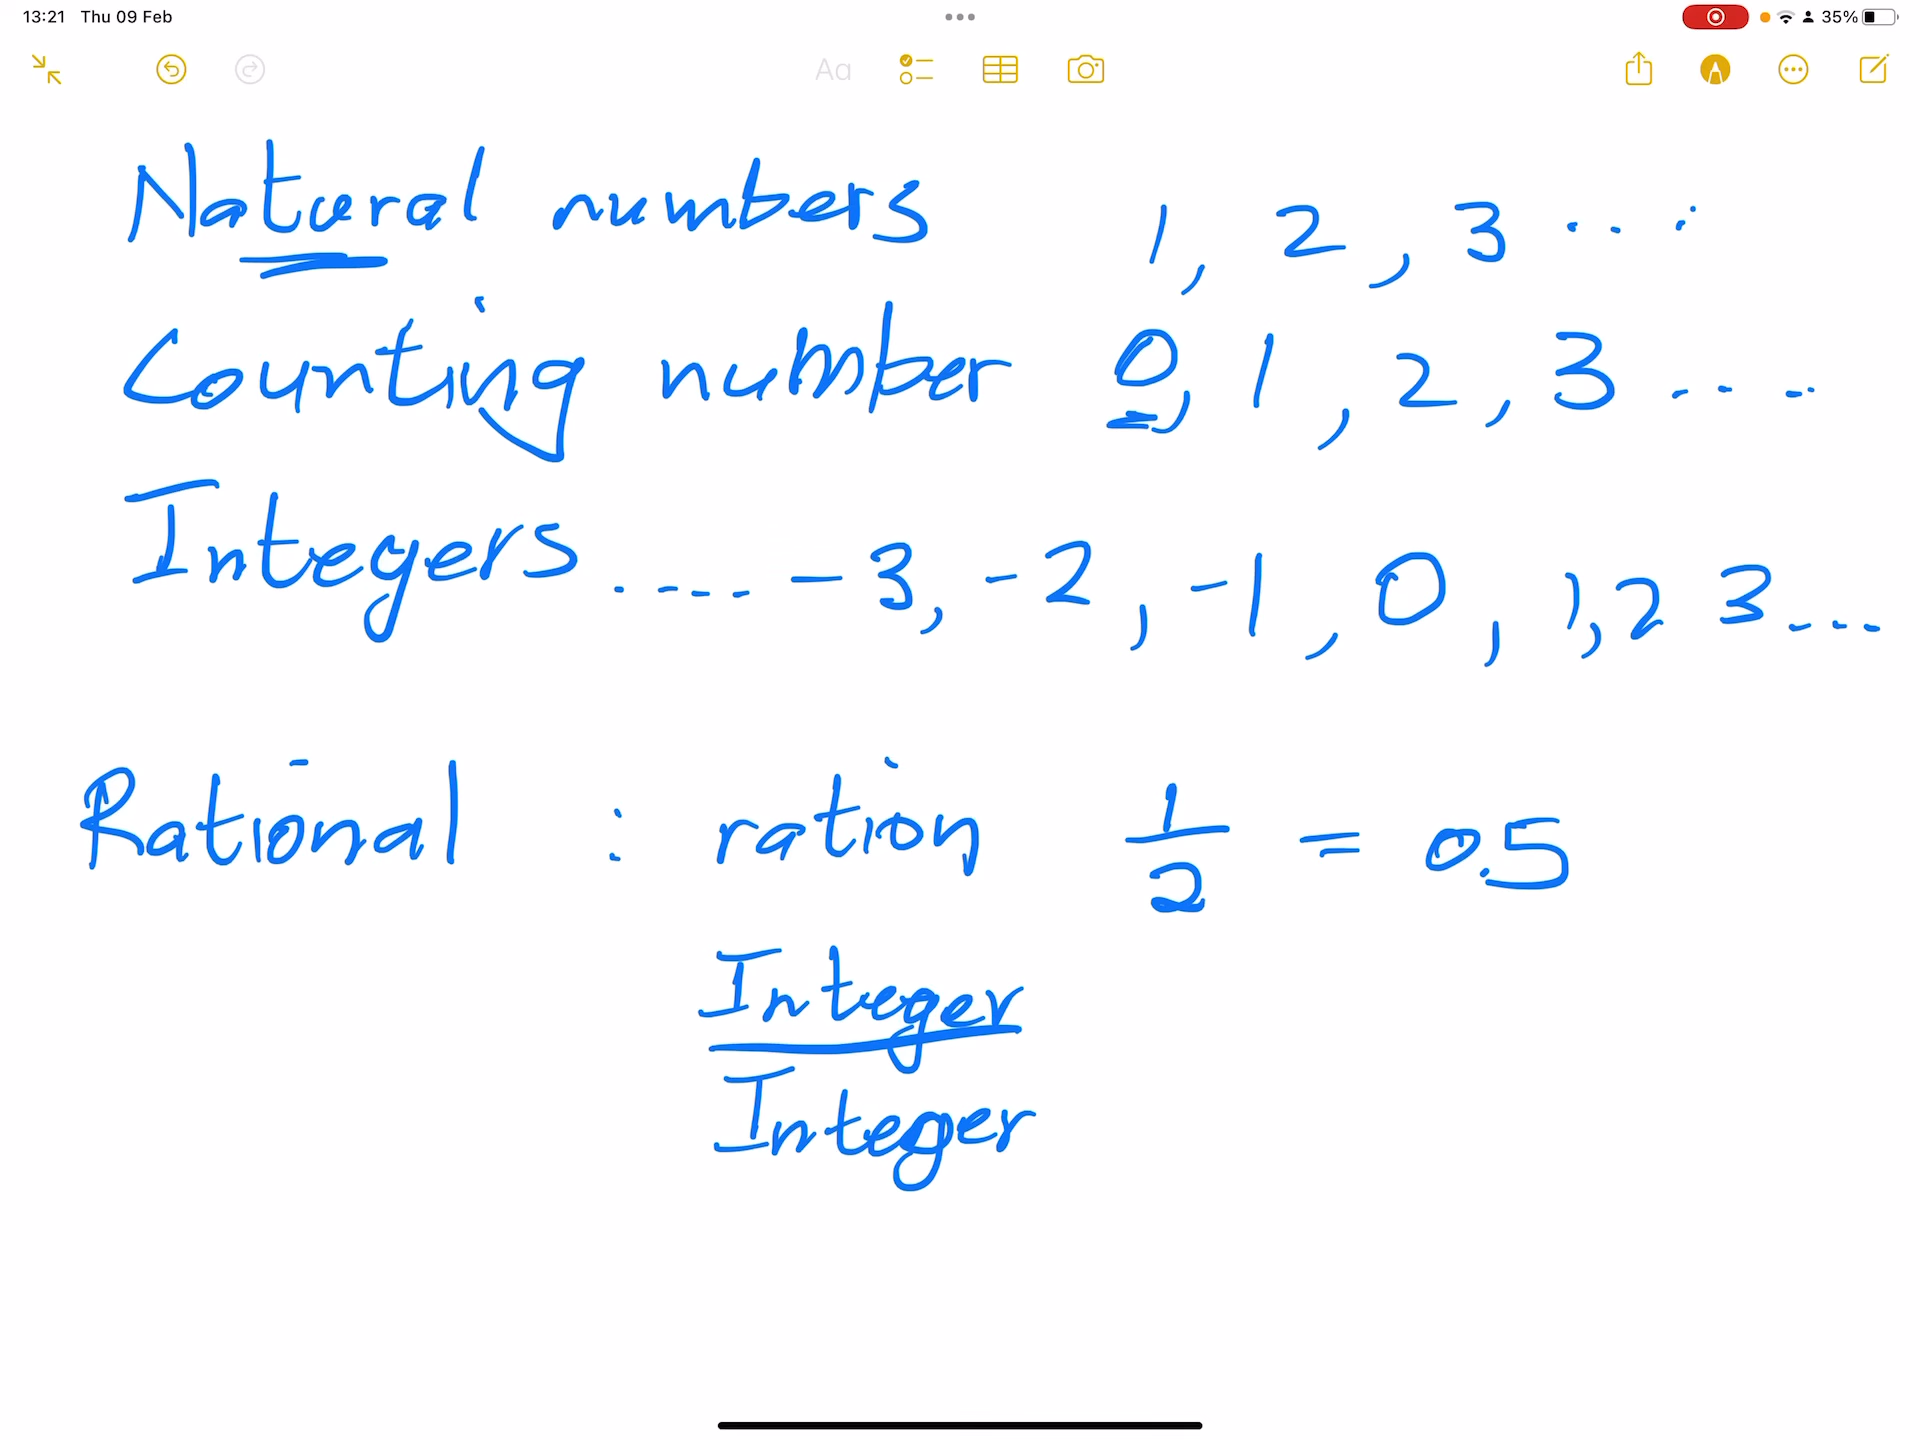 13:21 Thu 09 Feb 35%
Aa
Natural numbers 1, 2, 3 ...
Counting number 0, 1, 2, 3 ....
Integers .... -3, -2, -1, 0, 1, 2 3 ...
Rational : ration 1/2 = 0.5
Integer
Integer